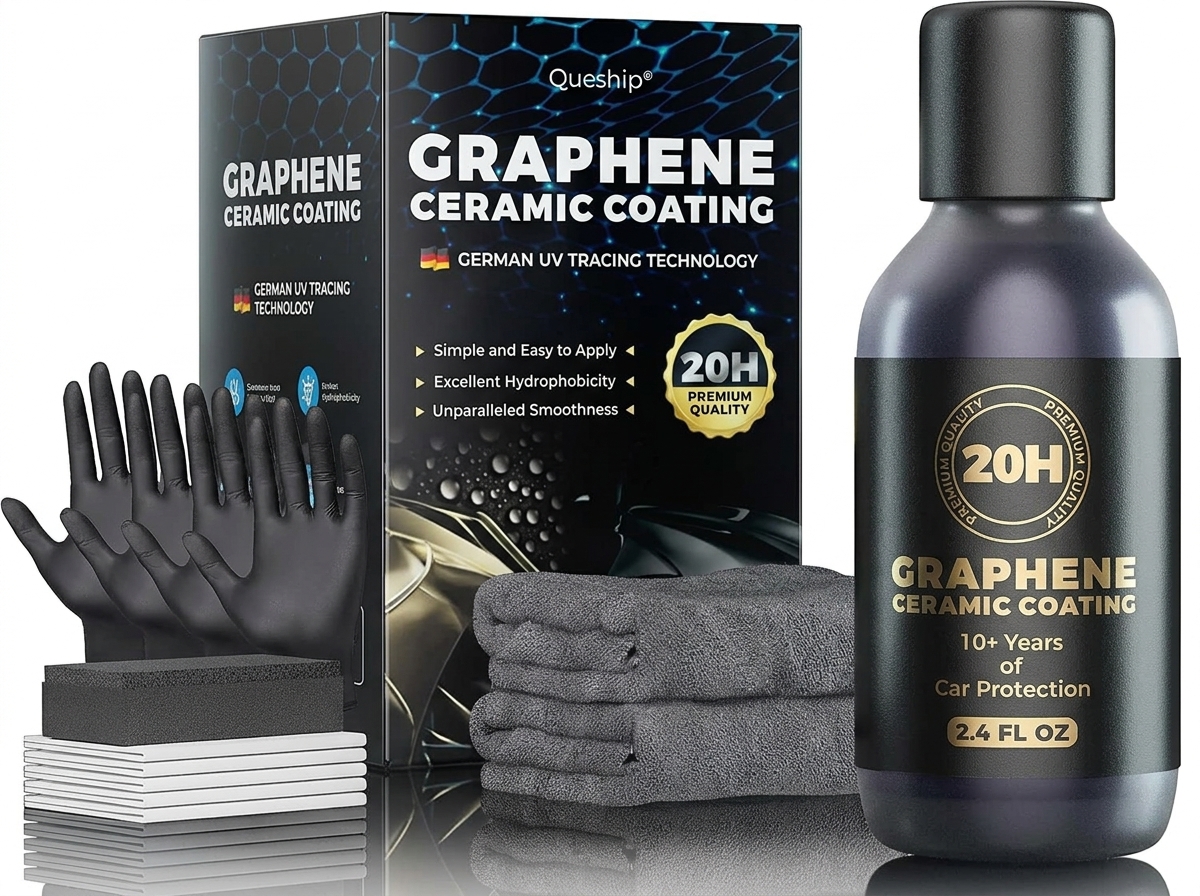 Queship®
GRAPHENE
CERAMIC COATING
GERMAN UV TRACING TECHNOLOGY
Simple and Easy to Apply
Excellent Hydrophobicity
Unparalleled Smoothness
20H
PREMIUM
QUALITY
GRAPHENE
CERAMIC COATING
GERMAN UV TRACING
TECHNOLOGY
PREMIUM QUALITY
PREMIUM QUALITY
20H
GRAPHENE
CERAMIC COATING
10+ Years
of
Car Protection
2.4 FL OZ